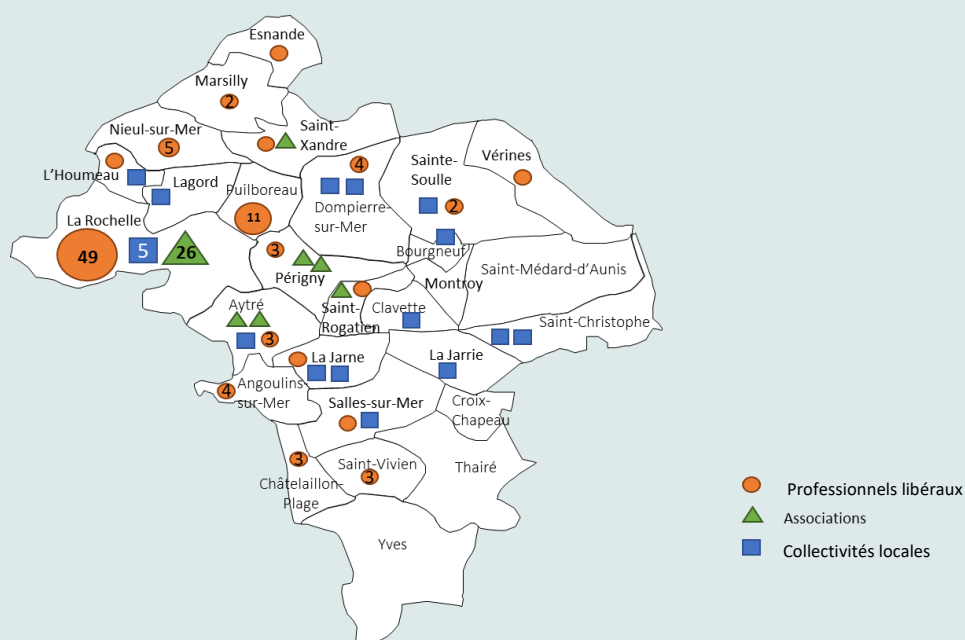 Esnande
Marsilly
2
Nieul-sur-Mer
5
Saint-
Xandre
L'Houmeau
Lagord
Puilboreau
11
4
Dompierre-
sur-Mer
Sainte-
Soulle
2
Vérines
La Rochelle
49
5
26
3
Périgny
Bourgneuf
Montroy
Saint-Médard-d'Aunis
Saint-
Rogatien
Clavette
Saint-Christophe
Aytré
3
La Jarne
La Jarrie
4
Angoulins-
sur-Mer
Salles-sur-Mer
Croix-
Chapeau
3
Châtelaillon-
Plage
Saint-Vivien
3
Thairé
Yves
Professionnels libéraux
Associations
Collectivités locales